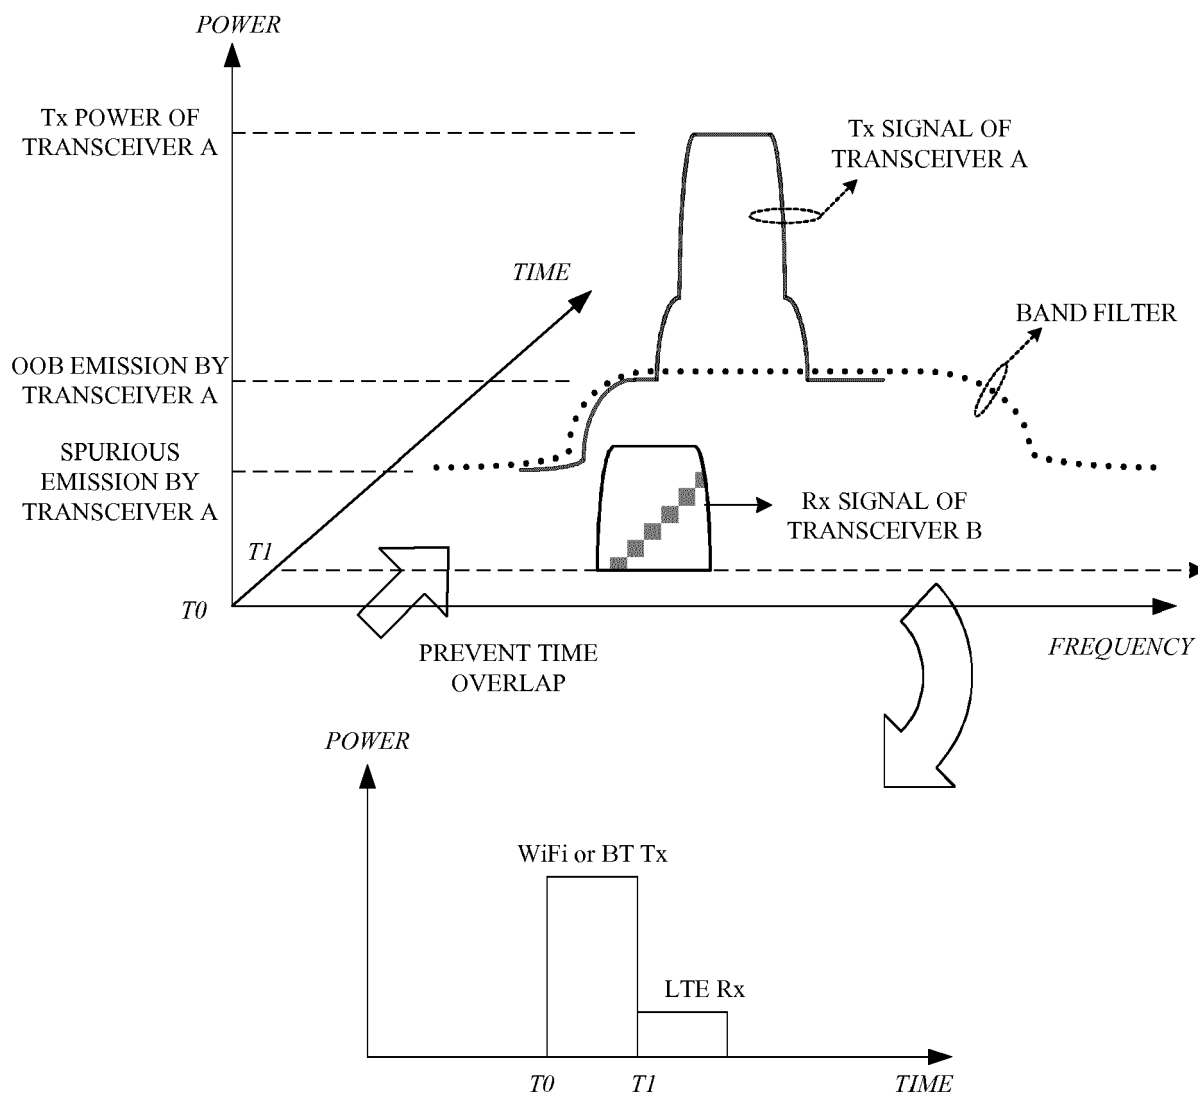 POWER
Tx POWER OF
TRANSCEIVER A
Tx SIGNAL OF
TRANSCEIVER A
TIME
BAND FILTER
OOB EMISSION BY
TRANSCEIVER A
SPURIOUS
EMISSION BY
TRANSCEIVER A
Rx SIGNAL OF
TRANSCEIVER B
T1
T0
PREVENT TIME
OVERLAP
FREQUENCY
POWER
WiFi or BT Tx
LTE Rx
T0 T1 TIME